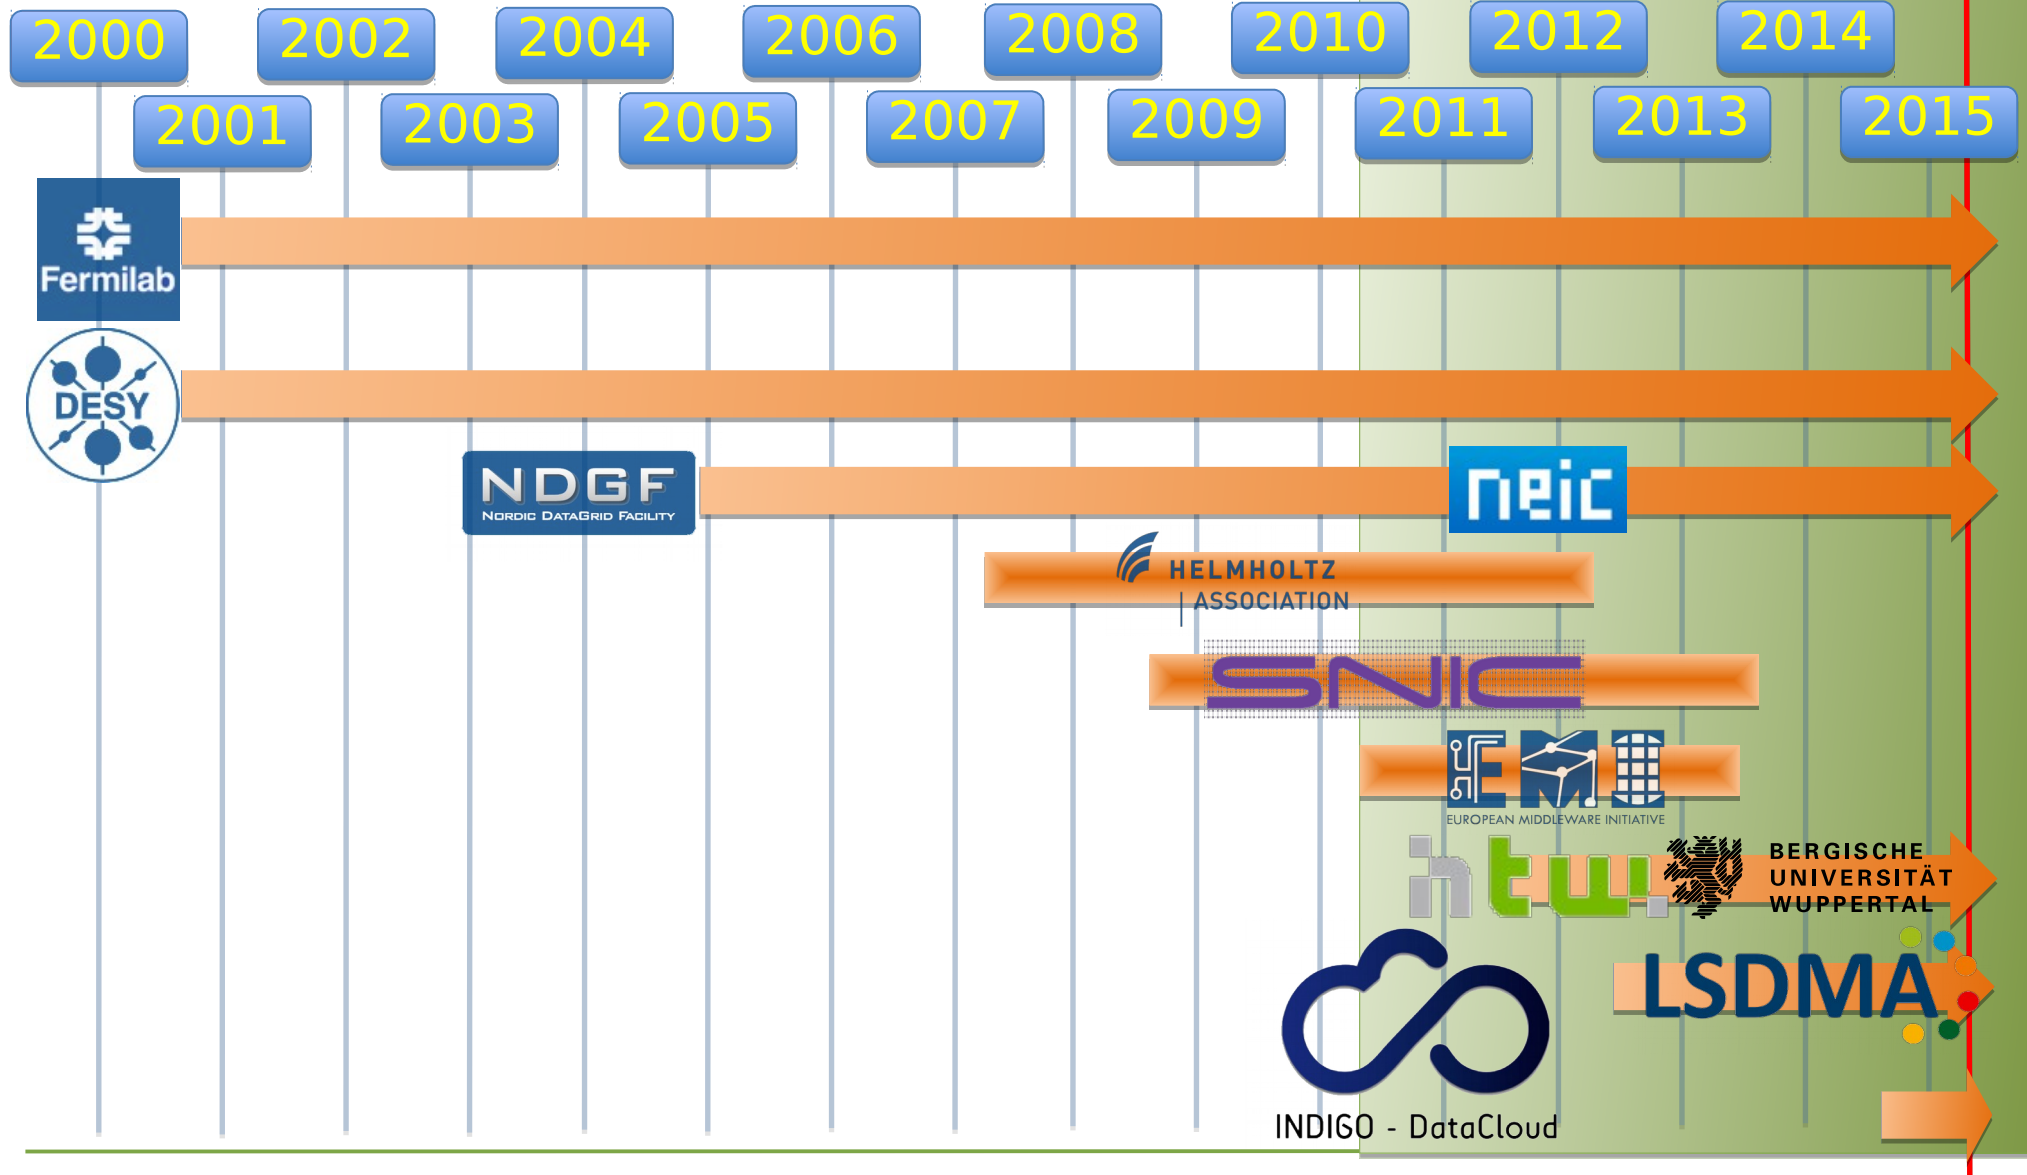 2000
2002
2004
2006
2008
2010
2012
2014
2001
2003
2005
2007
2009
2011
2013
2015
Fermilab
DESY
NDGF
NORDIC DATAGRID FACILITY
neic
HELMHOLTZ
ASSOCIATION
SNIC
EMI
EUROPEAN MIDDLEWARE INITIATIVE
htw.
BERGISCHE
UNIVERSITÄT
WUPPERTAL
LSDMA
INDIGO - DataCloud